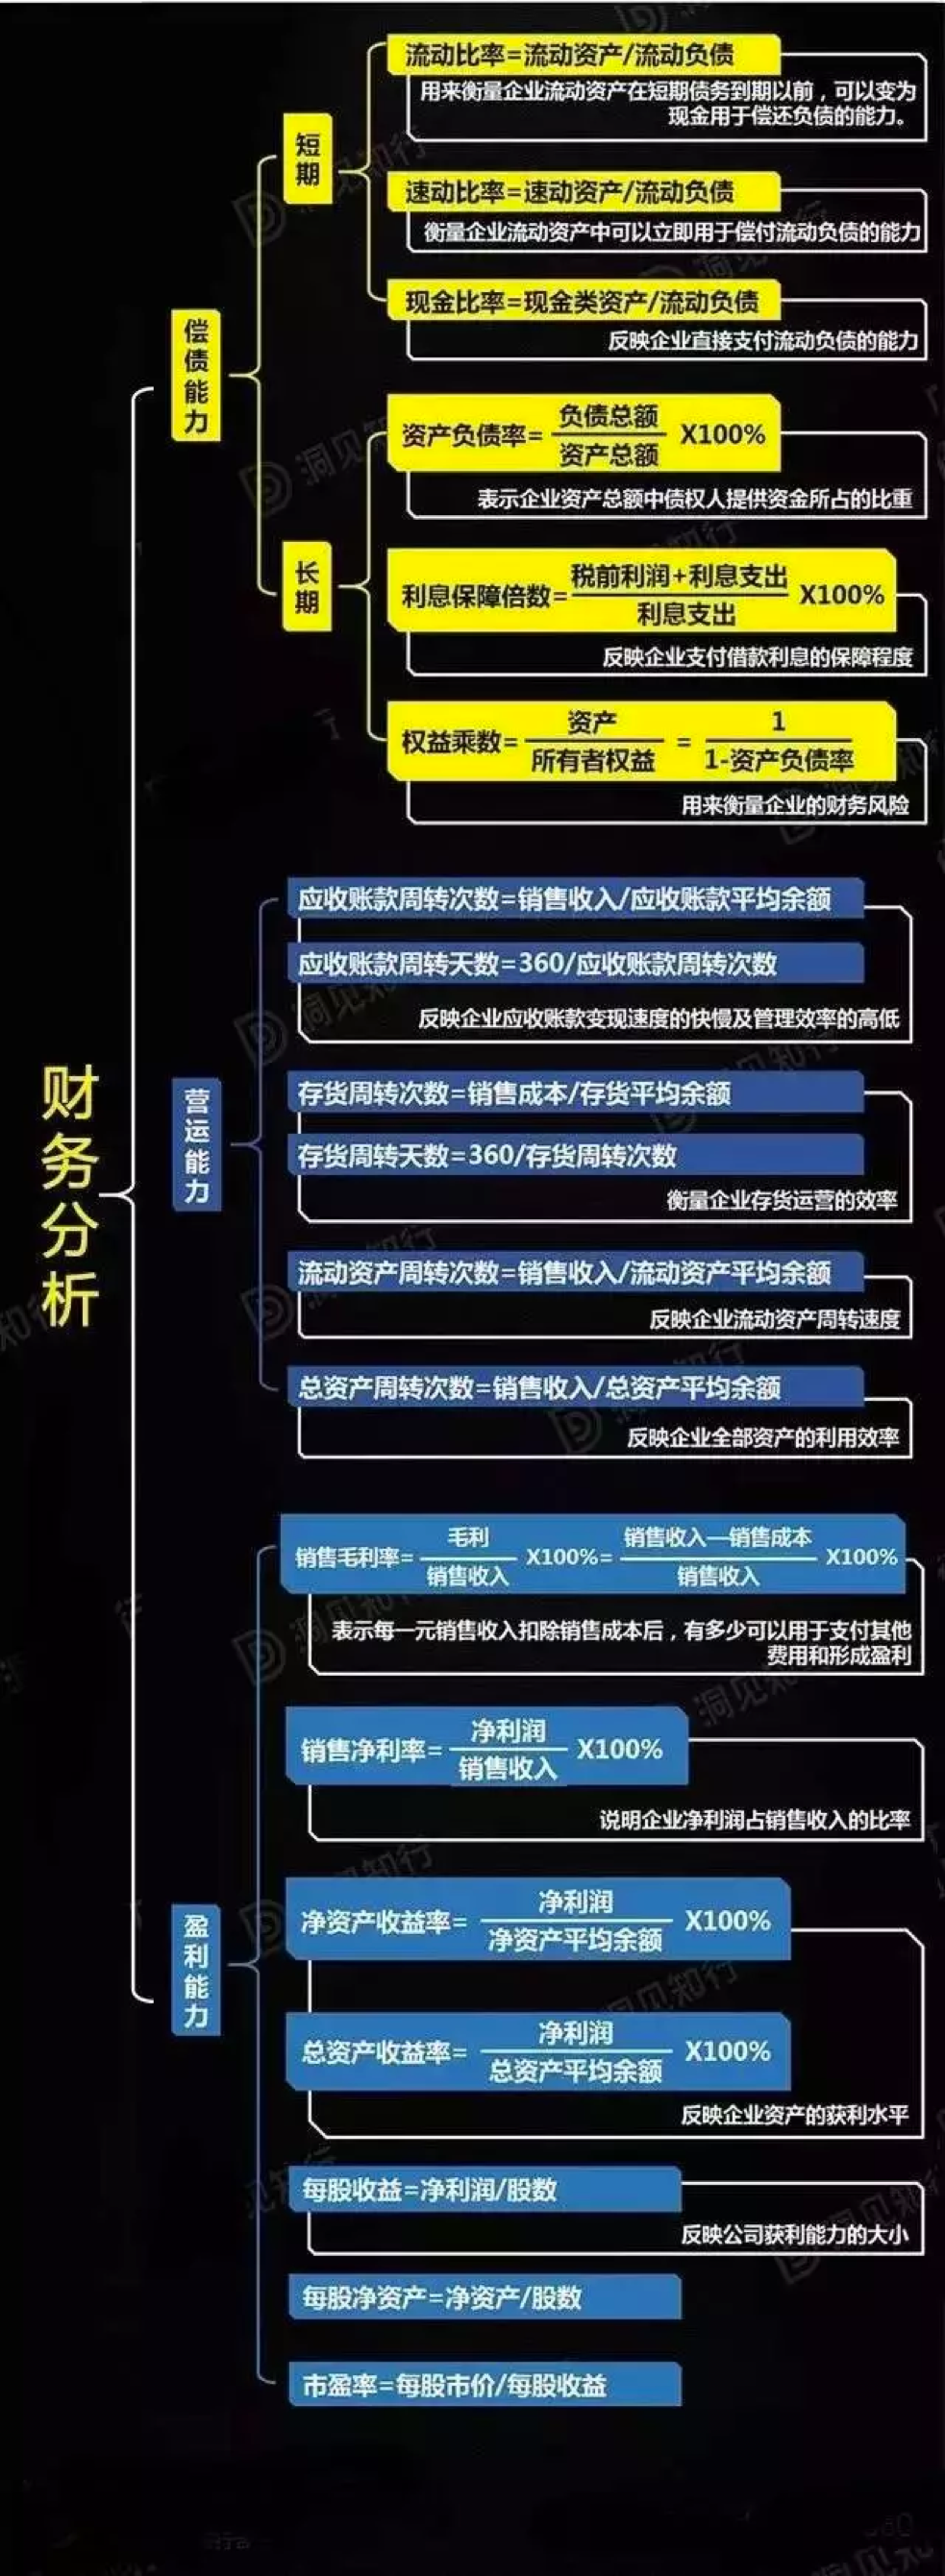 财务分析
偿债能力
短期
流动比率=流动资产/流动负债
用来衡量企业流动资产在短期债务到期以前，可以变为
现金用于偿还负债的能力。
速动比率=速动资产/流动负债
衡量企业流动资产中可以立即用于偿付流动负债的能力
现金比率=现金类资产/流动负债
反映企业直接支付流动负债的能力
长期
资产负债率= 负债总额 / 资产总额 X100%
表示企业资产总额中债权人提供资金所占的比重
利息保障倍数= 税前利润+利息支出 / 利息支出 X100%
反映企业支付借款利息的保障程度
权益乘数= 资产 / 所有者权益 = 1 / 1-资产负债率
用来衡量企业的财务风险
营运能力
应收账款周转次数=销售收入/应收账款平均余额
应收账款周转天数=360/应收账款周转次数
反映企业应收账款变现速度的快慢及管理效率的高低
存货周转次数=销售成本/存货平均余额
存货周转天数=360/存货周转次数
衡量企业存货运营的效率
流动资产周转次数=销售收入/流动资产平均余额
反映企业流动资产周转速度
总资产周转次数=销售收入/总资产平均余额
反映企业全部资产的利用效率
盈利能力
销售毛利率= 毛利 / 销售收入 X100%= 销售收入—销售成本 / 销售收入 X100%
表示每一元销售收入扣除销售成本后，有多少可以用于支付其他
费用和形成盈利
销售净利率= 净利润 / 销售收入 X100%
说明企业净利润占销售收入的比率
净资产收益率= 净利润 / 净资产平均余额 X100%
总资产收益率= 净利润 / 总资产平均余额 X100%
反映企业资产的获利水平
每股收益=净利润/股数
反映公司获利能力的大小
每股净资产=净资产/股数
市盈率=每股市价/每股收益
洞见知行